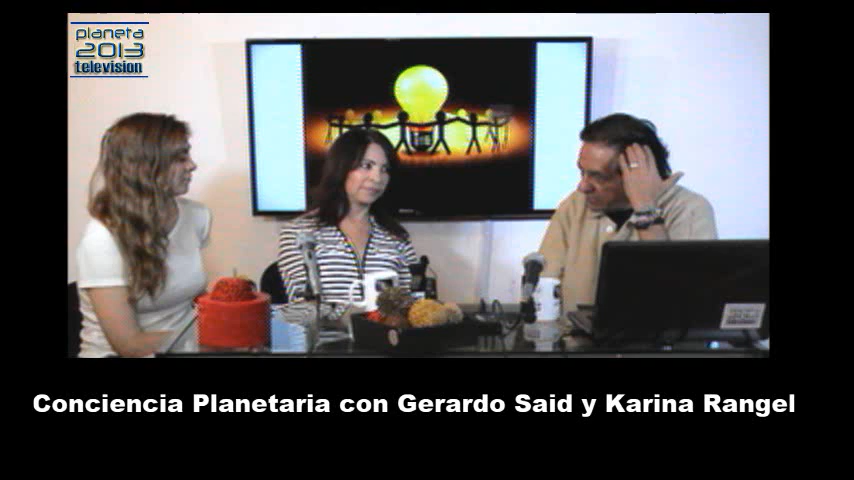 planeta
2013
television
Conciencia Planetaria con Gerardo Said y Karina Rangel